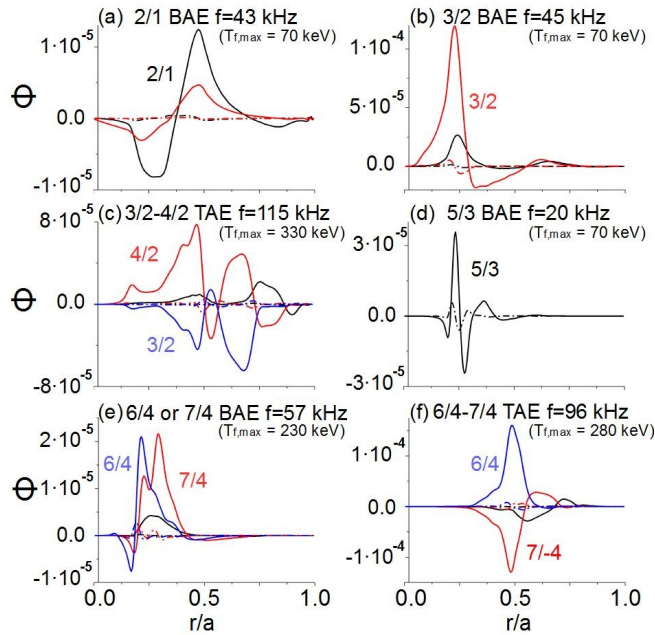 (a) 2/1 BAE f=43 kHz
(Tf,max = 70 keV)
1·10-5
0.0
-1·10-5
2/1
Φ
(b) 3/2 BAE f=45 kHz
(Tf,max = 70 keV)
1·10-4
5·10-5
0.0
3/2
(c) 3/2-4/2 TAE f=115 kHz
(Tf,max = 330 keV)
8·10-5
0.0
-8·10-5
4/2
3/2
Φ
(d) 5/3 BAE f=20 kHz
(Tf,max = 70 keV)
3·10-5
0.0
-3·10-5
5/3
(e) 6/4 or 7/4 BAE f=57 kHz
(Tf,max = 230 keV)
2·10-5
1·10-5
0.0
-1·10-5
6/4
7/4
Φ
0.0 0.5 1.0
r/a
(f) 6/4-7/4 TAE f=96 kHz
(Tf,max = 280 keV)
1·10-4
0.0
-1·10-4
6/4
7/-4
0.0 0.5 1.0
r/a